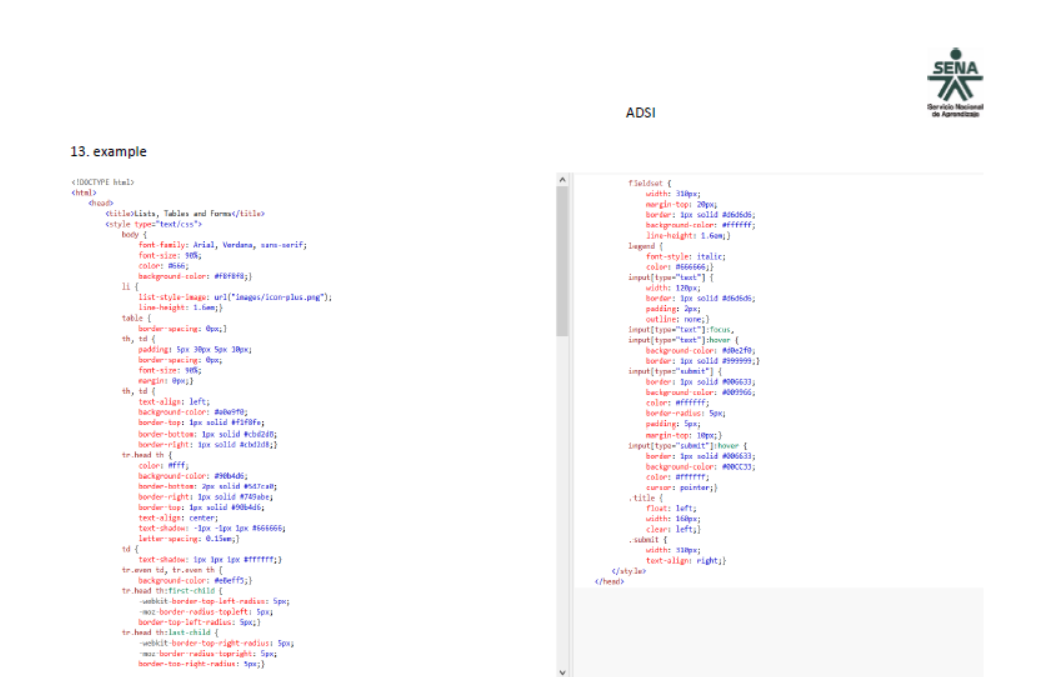 SENA
Servicio Nacional
de Aprendizaje
ADSI
13. example
<!DOCTYPE html>
<html>
<head>
<title>Lists, Tables and Forms</title>
<style type="text/css">
body {
font-family: Arial, Verdana, sans-serif;
font-size: 90%;
color: #666;
background-color: #f8f8f8;}
li {
list-style-image: url("images/icon-plus.png");
line-height: 1.6em;}
table {
border-spacing: 0px;}
th, td {
padding: 5px 30px 5px 10px;
border-spacing: 0px;
font-size: 90%;
margin: 0px;}
th, td {
text-align: left;
background-color: #e0e9f0;
border-top: 1px solid #f1f8fe;
border-bottom: 1px solid #cbd2d8;
border-right: 1px solid #cbd2d8;}
tr.head th {
color: #fff;
background-color: #90b4d6;
border-bottom: 2px solid #547ca0;
border-right: 1px solid #749abe;
border-top: 1px solid #90b4d6;
text-align: center;
text-shadow: -1px -1px 1px #666666;
letter-spacing: 0.15em;}
td {
text-shadow: 1px 1px 1px #ffffff;}
tr.even td, tr.even th {
background-color: #e8eff5;}
tr.head th:first-child {
-webkit-border-top-left-radius: 5px;
-moz-border-radius-topleft: 5px;
border-top-left-radius: 5px;}
tr.head th:last-child {
-webkit-border-top-right-radius: 5px;
-moz-border-radius-topright: 5px;
border-top-right-radius: 5px;}
fieldset {
width: 310px;
margin-top: 20px;
border: 1px solid #d6d6d6;
background-color: #ffffff;
line-height: 1.6em;}
legend {
font-style: italic;
color: #666666;}
input[type="text"] {
width: 120px;
border: 1px solid #d6d6d6;
padding: 2px;
outline: none;}
input[type="text"]:focus,
input[type="text"]:hover {
background-color: #d0e2f0;
border: 1px solid #999999;}
input[type="submit"] {
border: 1px solid #006633;
background-color: #009966;
color: #ffffff;
border-radius: 5px;
padding: 5px;
margin-top: 10px;}
input[type="submit"]:hover {
border: 1px solid #006633;
background-color: #00CC33;
color: #ffffff;
cursor: pointer;}
.title {
float: left;
width: 160px;
clear: left;}
.submit {
width: 310px;
text-align: right;}
</style>
</head>